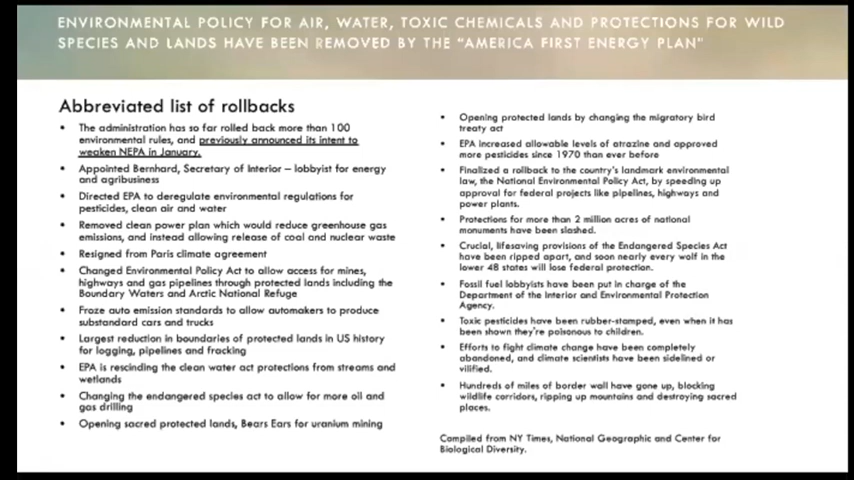 ENVIRONMENTAL POLICY FOR AIR, WATER, TOXIC CHEMICALS AND PROTECTIONS FOR WILD
SPECIES AND LANDS HAVE BEEN REMOVED BY THE "AMERICA FIRST ENERGY PLAN"
Abbreviated list of rollbacks
• The administration has so far rolled back more than 100
environmental rules, and previously announced its intent to
weaken NEPA in January.
• Appointed Bernhard, Secretary of Interior – lobbyist for energy
and agribusiness
• Directed EPA to deregulate environmental regulations for
pesticides, clean air and water
• Removed clean power plan which would reduce greenhouse gas
emissions, and instead allowing release of coal and nuclear waste
• Resigned from Paris climate agreement
• Changed Environmental Policy Act to allow access for mines,
highways and gas pipelines through protected lands including the
Boundary Waters and Arctic National Refuge
• Froze auto emission standards to allow automakers to produce
substandard cars and trucks
• Largest reduction in boundaries of protected lands in US history
for logging, pipelines and fracking
• EPA is rescinding the clean water act protections from streams and
wetlands
• Changing the endangered species act to allow for more oil and
gas drilling
• Opening sacred protected lands, Bears Ears for uranium mining
• Opening protected lands by changing the migratory bird
treaty act
• EPA increased allowable levels of atrazine and approved
more pesticides since 1970 than ever before
• Finalized a rollback to the country's landmark environmental
law, the National Environmental Policy Act, by speeding up
approval for federal projects like pipelines, highways and
power plants.
• Protections for more than 2 million acres of national
monuments have been slashed.
• Crucial, lifesaving provisions of the Endangered Species Act
have been ripped apart, and soon nearly every wolf in the
lower 48 states will lose federal protection.
• Fossil fuel lobbyists have been put in charge of the
Department of the Interior and Environmental Protection
Agency.
• Toxic pesticides have been rubber-stamped, even when it has
been shown they're poisonous to children.
• Efforts to fight climate change have been completely
abandoned, and climate scientists have been sidelined or
vilified.
• Hundreds of miles of border wall have gone up, blocking
wildlife corridors, ripping up mountains and destroying sacred
places.
Compiled from NY Times, National Geographic and Center for
Biological Diversity.